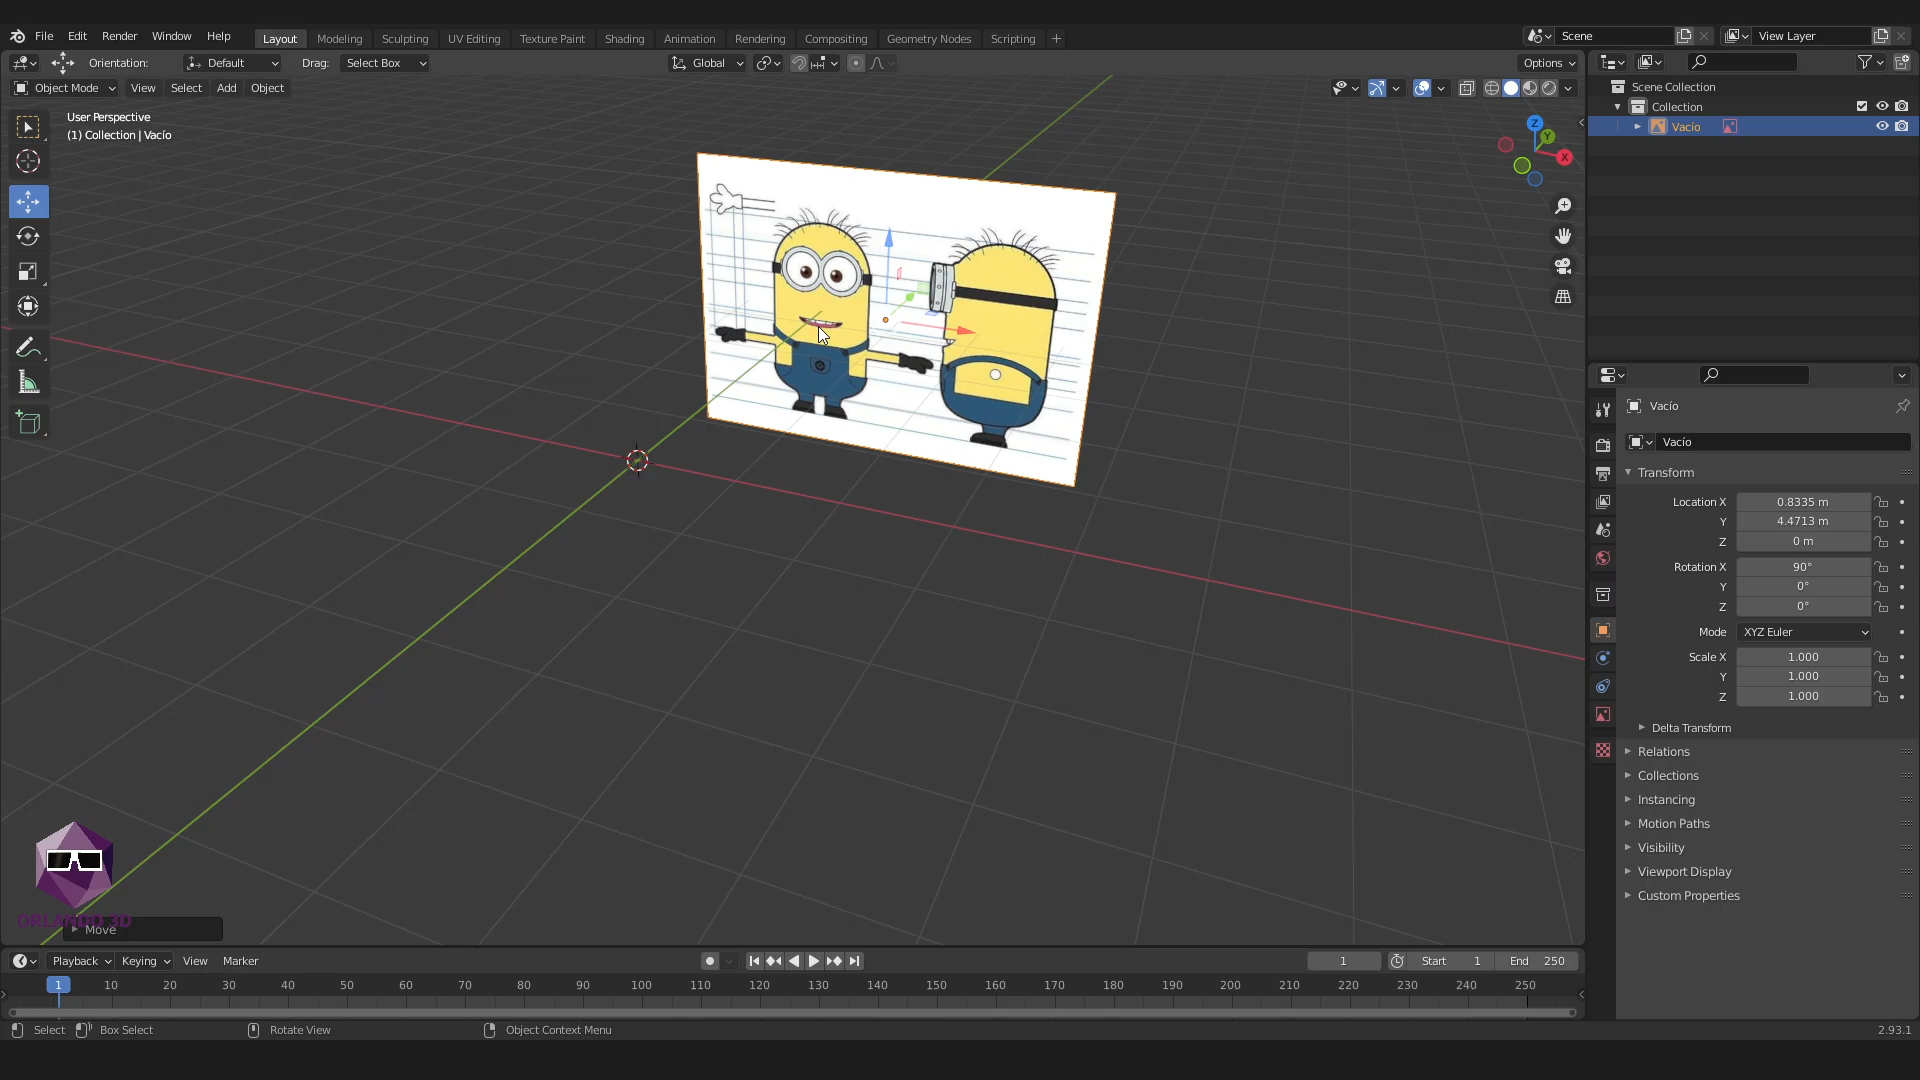 File Edit Render Window Help
Layout Modeling Sculpting UV Editing Texture Paint Shading Animation Rendering Compositing Geometry Nodes Scripting +
Scene
View Layer
Orientation: Default Drag: Select Box
Global
Options
Object Mode View Select Add Object
User Perspective
(1) Collection | Vacío
Z
Y
X
Scene Collection
Collection
Vacío
Vacío
Vacío
Transform
Location X 0.8335 m
Y 4.4713 m
Z 0 m
Rotation X 90°
Y 0°
Z 0°
Mode XYZ Euler
Scale X 1.000
Y 1.000
Z 1.000
Delta Transform
Relations
Collections
Instancing
Motion Paths
Visibility
Viewport Display
Custom Properties
ORLANDO 3D
Move
Playback Keying View Marker
1
Start 1 End 250
1 10 20 30 40 50 60 70 80 90 100 110 120 130 140 150 160 170 180 190 200 210 220 230 240 250
Select Box Select Rotate View Object Context Menu
2.93.1